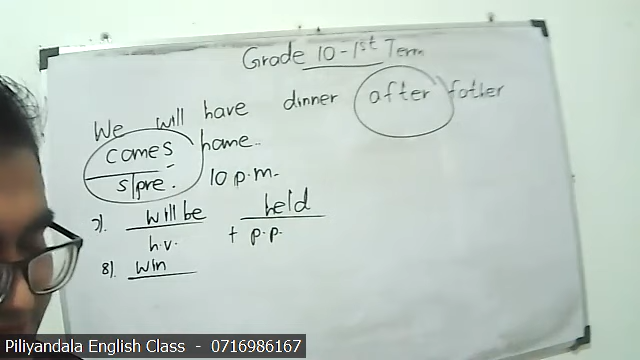 Grade 10 - 1st Term
We will have dinner after father
comes home..
s/pre. 10 p.m.
7). will be held
h.v. + p.p.
8). win
Piliyandala English Class - 0716986167